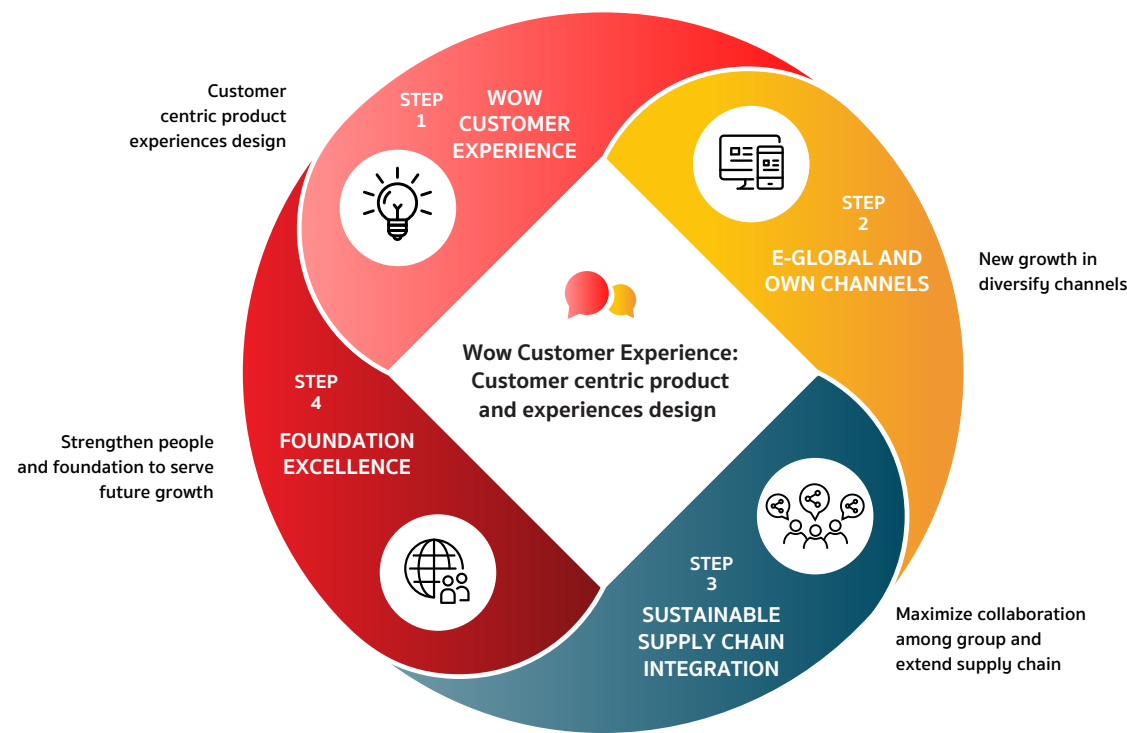 Customer
centric product
experiences design
STEP
1
WOW
CUSTOMER
EXPERIENCE
STEP
2
E-GLOBAL AND
OWN CHANNELS
New growth in
diversify channels
Wow Customer Experience:
Customer centric product
and experiences design
STEP
3
SUSTAINABLE
SUPPLY CHAIN
INTEGRATION
Maximize collaboration
among group and
extend supply chain
STEP
4
FOUNDATION
EXCELLENCE
Strengthen people
and foundation to serve
future growth